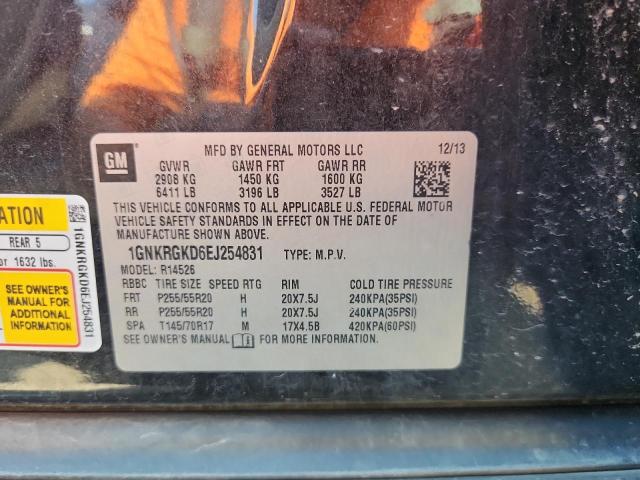 GM
MFD BY GENERAL MOTORS LLC 12/13
GVWR GAWR FRT GAWR RR
2908 KG 1450 KG 1600 KG
6411 LB 3196 LB 3527 LB
THIS VEHICLE CONFORMS TO ALL APPLICABLE U.S. FEDERAL MOTOR
VEHICLE SAFETY STANDARDS IN EFFECT ON THE DATE OF
MANUFACTURE SHOWN ABOVE.
1GNKRGKD6EJ254831 TYPE: M.P.V.
MODEL: R14526
RBBC TIRE SIZE SPEED RTG RIM COLD TIRE PRESSURE
FRT P255/55R20 H 20X7.5J 240KPA(35PSI)
RR P255/55R20 H 20X7.5J 240KPA(35PSI)
SPA T145/70R17 M 17X4.5B 420KPA(60PSI)
SEE OWNER'S MANUAL FOR MORE INFORMATION.
ATION
REAR 5
r 1632 lbs.
SEE OWNER'S
MANUAL FOR
ADDITIONAL
INFORMATION
1GNKRGKD6EJ254831